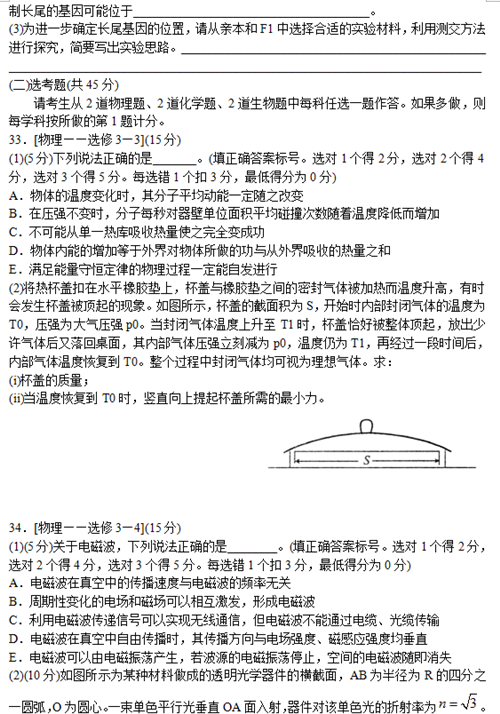 制长尾的基因可能位于________________________________。
(3)为进一步确定长尾基因的位置，请从亲本和F1中选择合适的实验材料，利用测交方法
进行探究，简要写出实验思路。________________________________
________________________________
(二)选考题(共45分)
请考生从2道物理题、2道化学题、2道生物题中每科任选一题作答。如果多做，则
每学科按所做的第1题计分。
33．[物理一一选修3—3](15分)
(1)(5分)下列说法正确的是_______。(填正确答案标号。选对1个得2分，选对2个得4
分，选对3个得5分。每选错1个扣3分，最低得分为0分)
A．物体的温度变化时，其分子平均动能一定随之改变
B．在压强不变时，分子每秒对器壁单位面积平均碰撞次数随着温度降低而增加
C．不可能从单一热库吸收热量使之完全变成功
D．物体内能的增加等于外界对物体所做的功与从外界吸收的热量之和
E．满足能量守恒定律的物理过程一定能自发进行
(2)将热杯盖扣在水平橡胶垫上，杯盖与橡胶垫之间的密封气体被加热而温度升高，有时
会发生杯盖被顶起的现象。如图所示，杯盖的截面积为S，开始时内部封闭气体的温度为
T0，压强为大气压强p0。当封闭气体温度上升至T1时，杯盖恰好被整体顶起，放出少
许气体后又落回桌面，其内部气体压强立刻减为p0，温度仍为T1，再经过一段时间后，
内部气体温度恢复到T0。整个过程中封闭气体均可视为理想气体。求：
(i)杯盖的质量；
(ii)当温度恢复到T0时，竖直向上提起杯盖所需的最小力。
S
34．[物理一一选修3—4](15分)
(1)(5分)关于电磁波，下列说法正确的是________。(填正确答案标号。选对1个得2分，
选对2个得4分，选对3个得5分。每选错1个扣3分，最低得分为0分)
A．电磁波在真空中的传播速度与电磁波的频率无关
B．周期性变化的电场和磁场可以相互激发，形成电磁波
C．利用电磁波传递信号可以实现无线通信，但电磁波不能通过电缆、光缆传输
D．电磁波在真空中自由传播时，其传播方向与电场强度、磁感应强度均垂直
E．电磁波可以由电磁振荡产生，若波源的电磁振荡停止，空间的电磁波随即消失
(2)(10分)如图所示为某种材料做成的透明光学器件的横截面，AB为半径为R的四分之
一圆弧，O为圆心。一束单色平行光垂直OA面入射，器件对该单色光的折射率为n=√3。